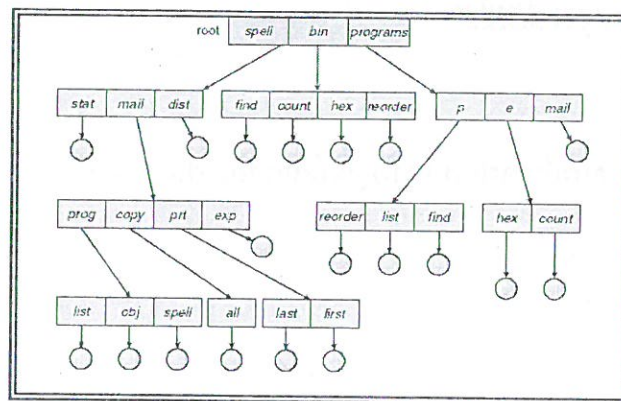 root spell bin programs
stat mail dist find count hex reorder p e mail
prog copy prt exp reorder list find hex count
list obj spell all last first